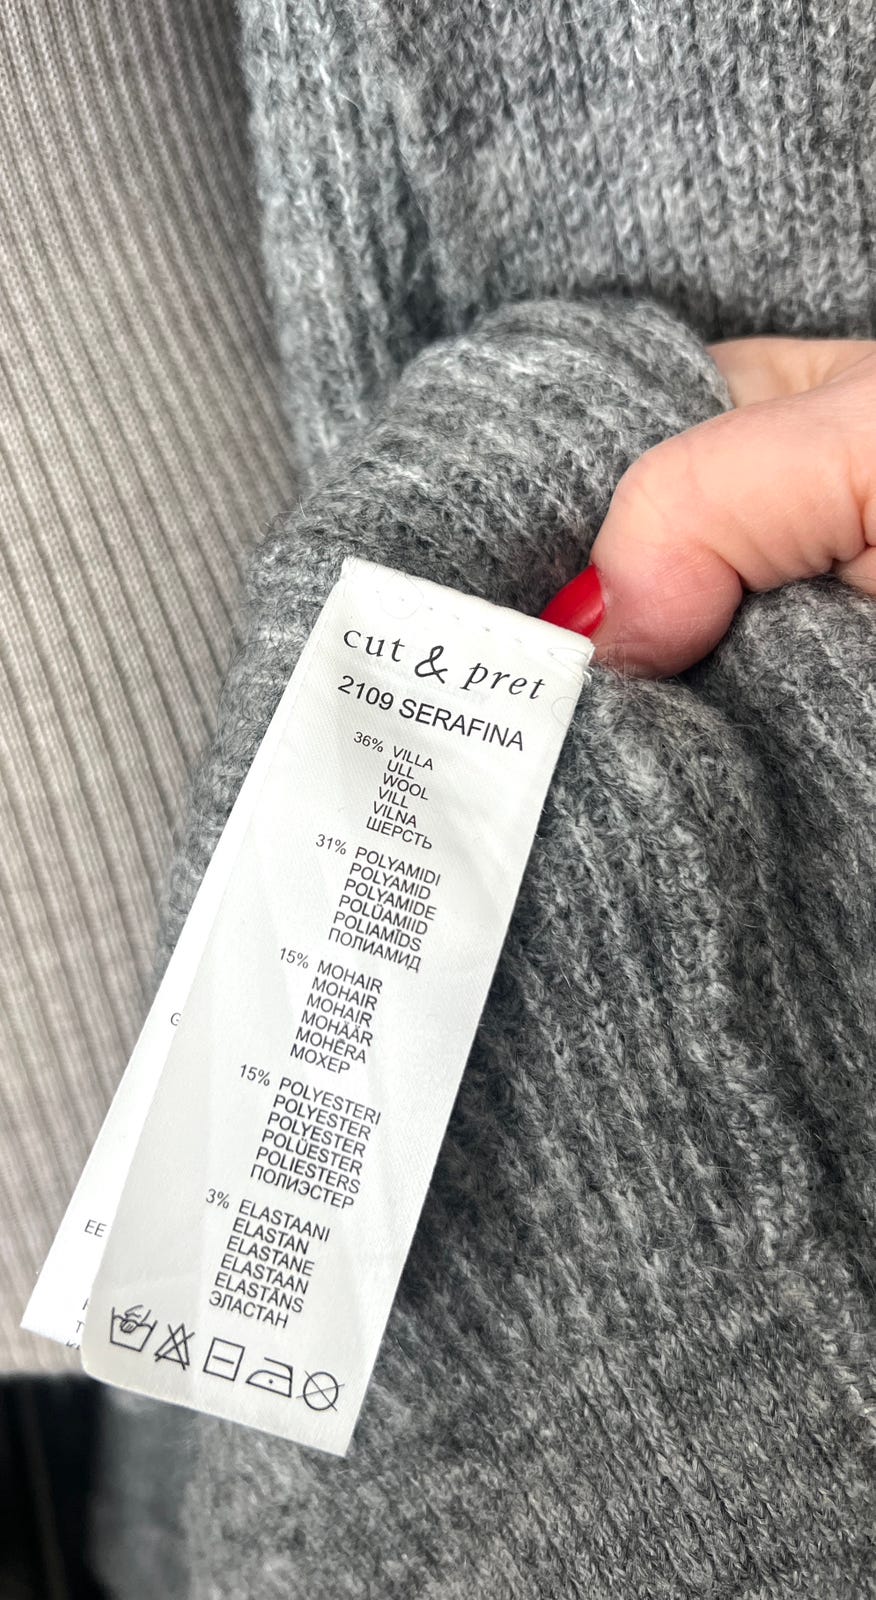 cut & pret
2109 SERAFINA
36% VILLA
ULL
WOOL
VILL
VILNA
ШЕРСТЬ
31% POLYAMIDI
POLYAMID
POLYAMIDE
POLÜAMIID
POLIAMĪDS
ПОЛИАМИД
15% MOHAIR
MOHAIR
MOHAIR
MOHÄÄR
MOHĒRA
МОХЕР
15% POLYESTERI
POLYESTER
POLYESTER
POLÜESTER
POLIESTERS
ПОЛИЭСТЕР
3% ELASTAANI
ELASTAN
ELASTANE
ELASTAAN
ELASTĀNS
ЭЛАСТАН
EE